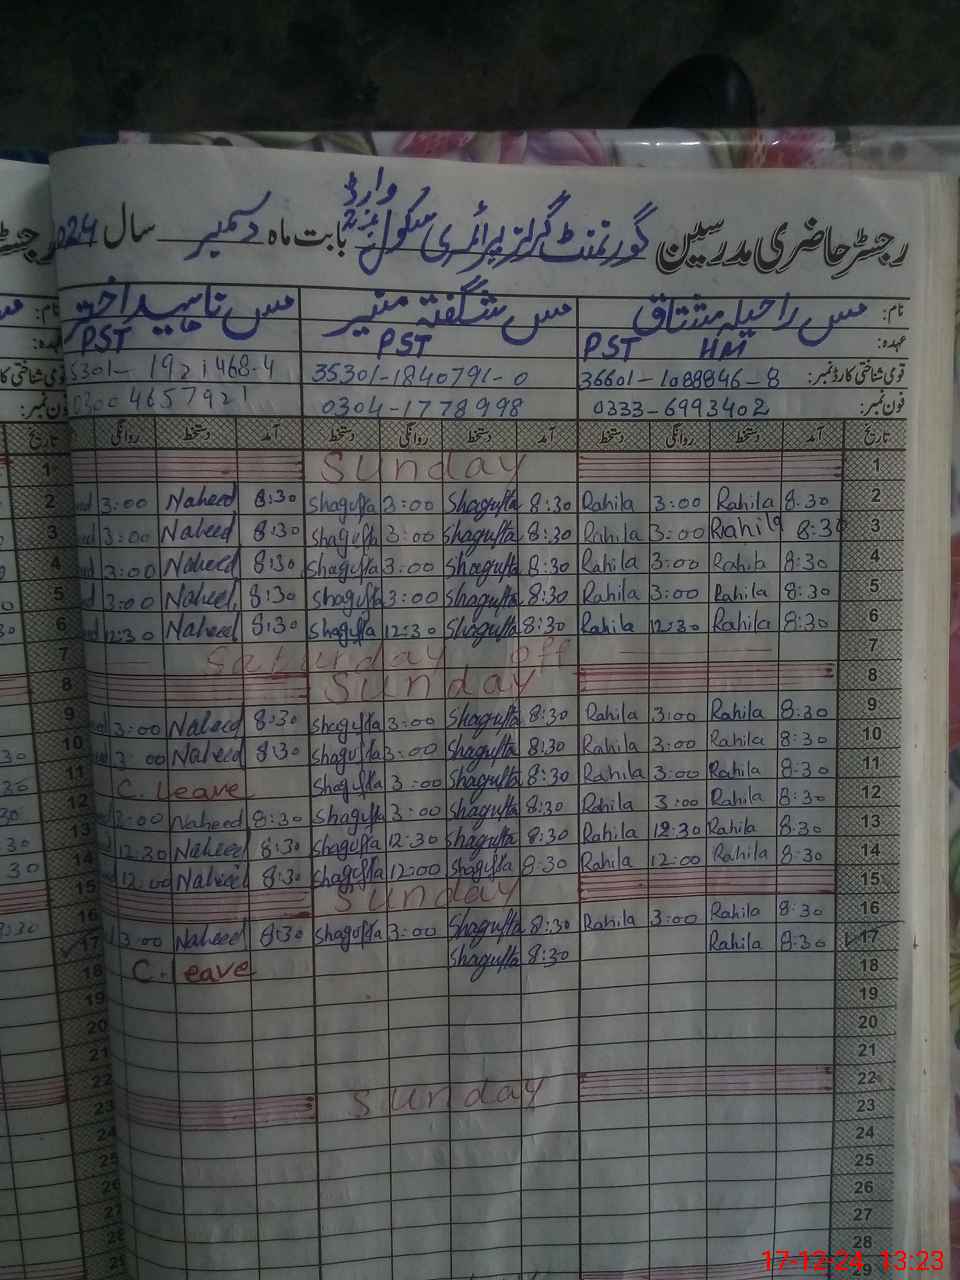 رجسٹر حاضری مدرسین گورنمنٹ گرلز پرائمری سکول وارڈ نمبر 2 بابت ماہ دسمبر سال 2024
نام: مس راحیلہ مشتاق مس شگفتہ منیر مس ناہید اختر
عہدہ: PST HM PST PST
قومی شناختی کارڈ نمبر: 36601-1088846-8 35301-1840791-0 35301-1921468-4
فون نمبر: 0333-6993402 0304-1778998 0300 4657921
تاریخ آمد دستخط روانگی دستخط آمد دستخط روانگی دستخط آمد دستخط روانگی
1 Sunday
3:00 Naheed 8:30 Shagufta 3:00 Shagufta 8:30 Rahila 3:00 Rahila 8:30 2
3:00 Naheed 8:30 Shagufta 3:00 Shagufta 8:30 Rahila 3:00 Rahila 8:30 3
3:00 Naheed 8:30 Shagufta 3:00 Shagufta 8:30 Rahila 3:00 Rahila 8:30 4
3:00 Naheed 8:30 Shagufta 3:00 Shagufta 8:30 Rahila 3:00 Rahila 8:30 5
12:30 Naheed 8:30 Shagufta 12:30 Shagufta 8:30 Rahila 12:30 Rahila 8:30 6
7 Saturday off 7
8 Sunday 8
3:00 Naheed 8:30 Shagufta 3:00 Shagufta 8:30 Rahila 3:00 Rahila 8:30 9
3:00 Naheed 8:30 Shagufta 3:00 Shagufta 8:30 Rahila 3:00 Rahila 8:30 10
C. Leave Shagufta 3:00 Shagufta 8:30 Rahila 3:00 Rahila 8:30 11
3:00 Naheed 8:30 Shagufta 3:00 Shagufta 8:30 Rahila 3:00 Rahila 8:30 12
12:30 Naheed 8:30 Shagufta 12:30 Shagufta 8:30 Rahila 12:30 Rahila 8:30 13
12:00 Naheed 8:30 Shagufta 12:00 Shagufta 8:30 Rahila 12:00 Rahila 8:30 14
15 Sunday 15
3:00 Naheed 8:30 Shagufta 3:00 Shagufta 8:30 Rahila 3:00 Rahila 8:30 16
C. Leave Shagufta 8:30 Rahila 8:30 17
18
19
20
21
22 Sunday 22
23
24
25
26
27
28
29
17-12-24 13:23